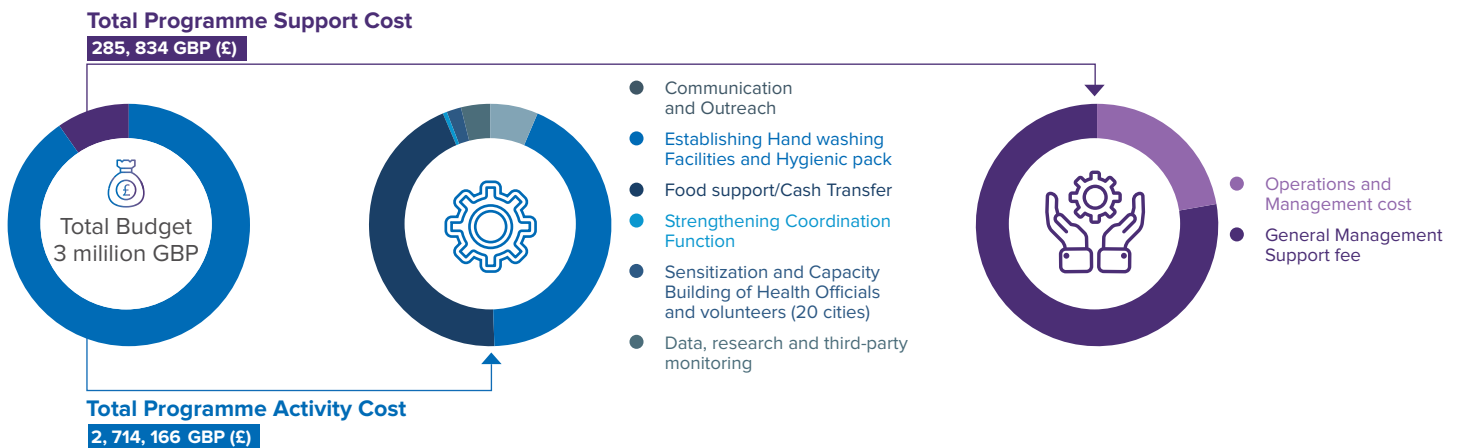 Total Programme Support Cost
285, 834 GBP (£)
£
Total Budget
3 mililion GBP
Communication
and Outreach
Establishing Hand washing
Facilities and Hygienic pack
Food support/Cash Transfer
Strengthening Coordination
Function
Sensitization and Capacity
Building of Health Officials
and volunteers (20 cities)
Data, research and third-party
monitoring
Operations and
Management cost
General Management
Support fee
Total Programme Activity Cost
2, 714, 166 GBP (£)